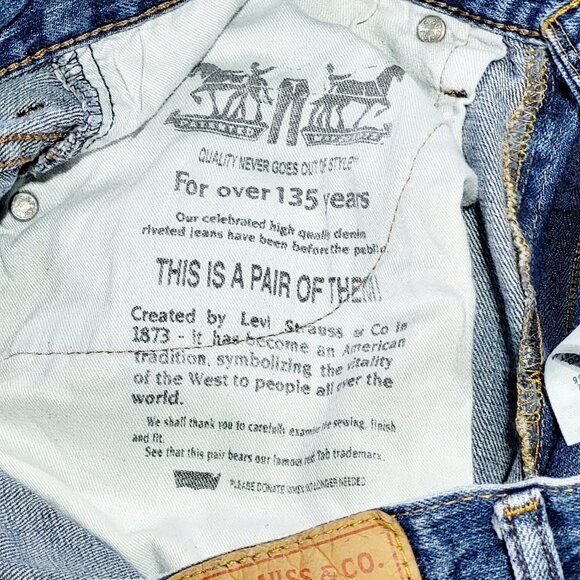 QUALITY NEVER GOES OUT OF STYLE®
For over 135 years
Our celebrated high quality denim
riveted jeans have been before the public
THIS IS A PAIR OF THEM!
Created by Levi Strauss & Co in
1873 - it has become an American
tradition, symbolizing the vitality
of the West to people all over the
world.
We shall thank you to carefully examine the sewing, finish
and fit.
See that this pair bears our famous red Tab trademark.
PLEASE DONATE WHEN NO LONGER NEEDED
USS & CO.